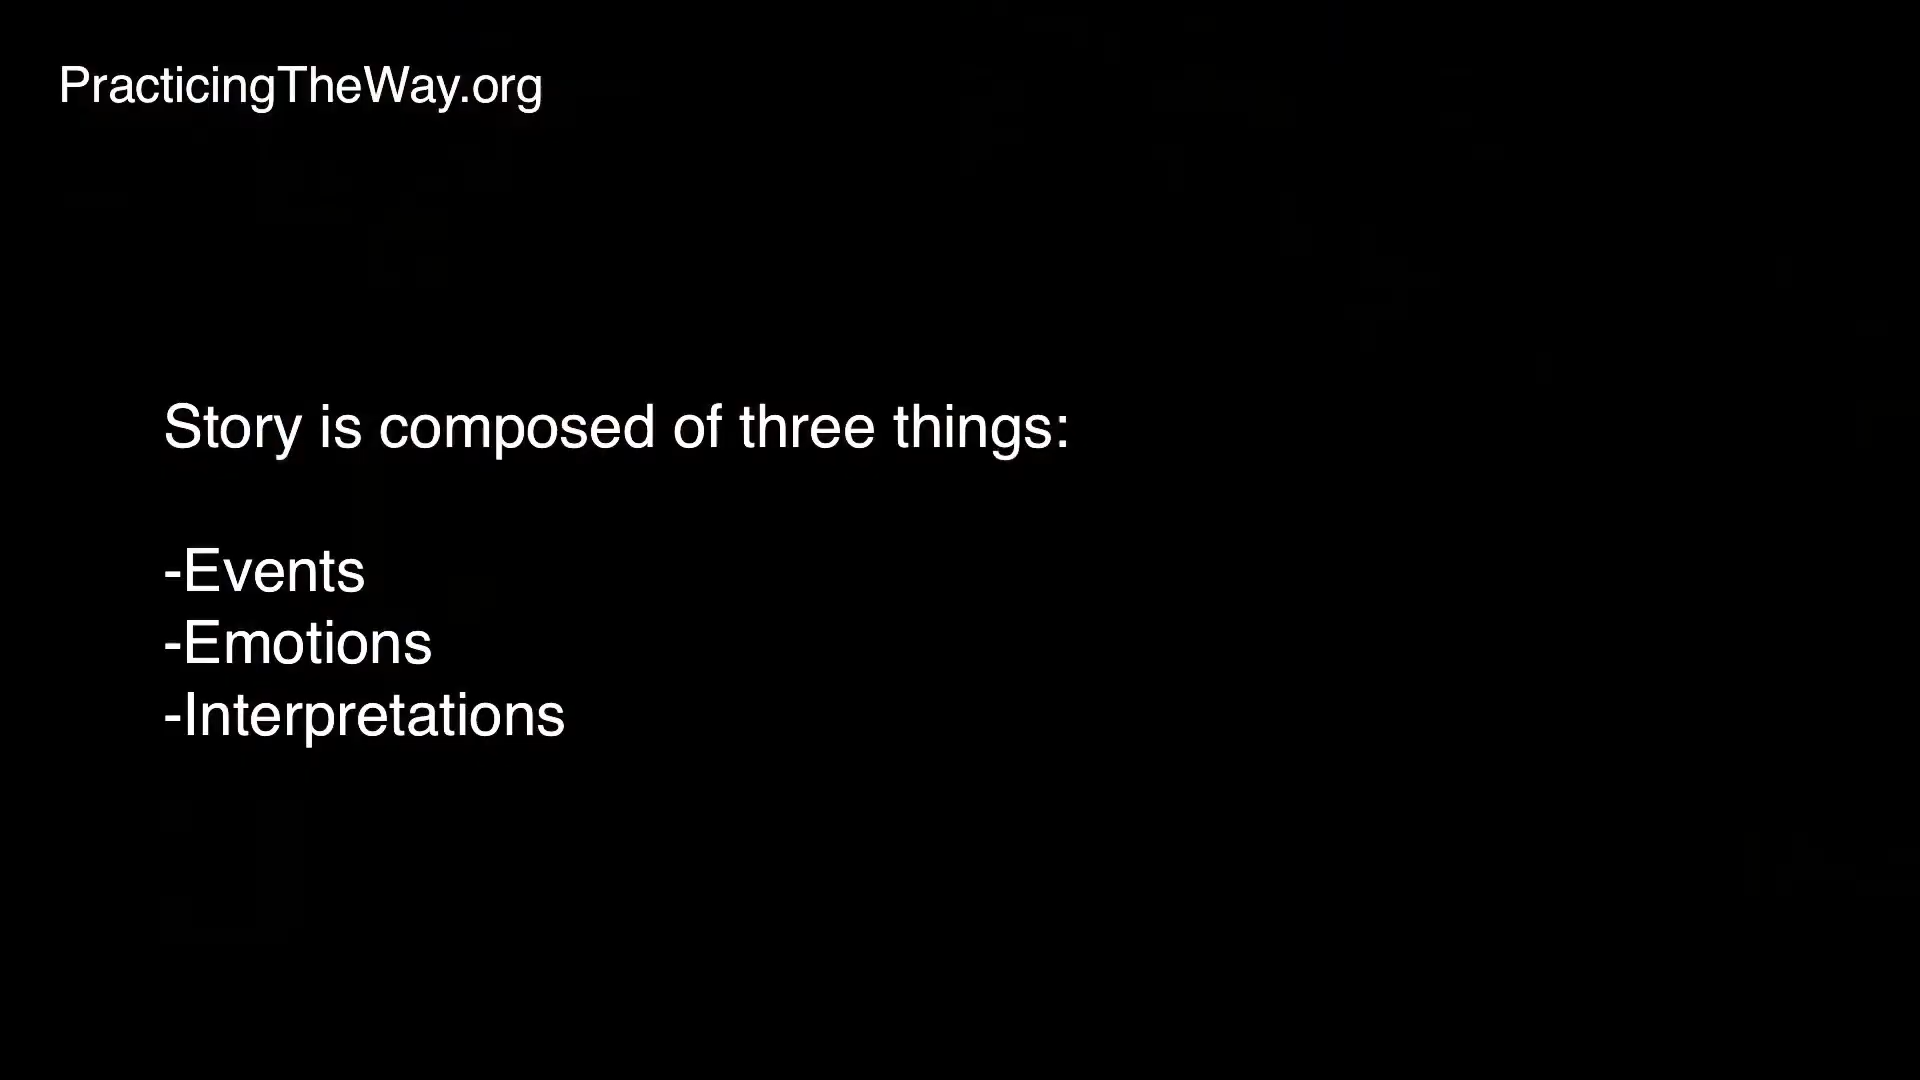 PracticingTheWay.org
Story is composed of three things:
-Events
-Emotions
-Interpretations